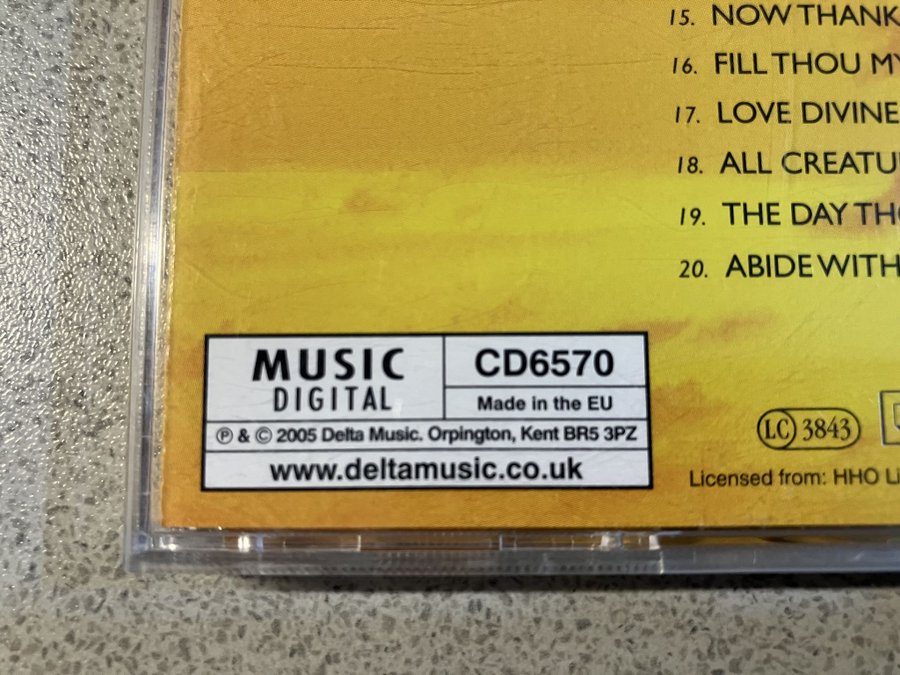 15. NOW THANK
16. FILL THOU MY
17. LOVE DIVINE
18. ALL CREATU
19. THE DAY THO
20. ABIDE WITH
MUSIC
DIGITAL
CD6570
Made in the EU
℗ & © 2005 Delta Music. Orpington, Kent BR5 3PZ
www.deltamusic.co.uk
LC 3843
Licensed from: HHO Li